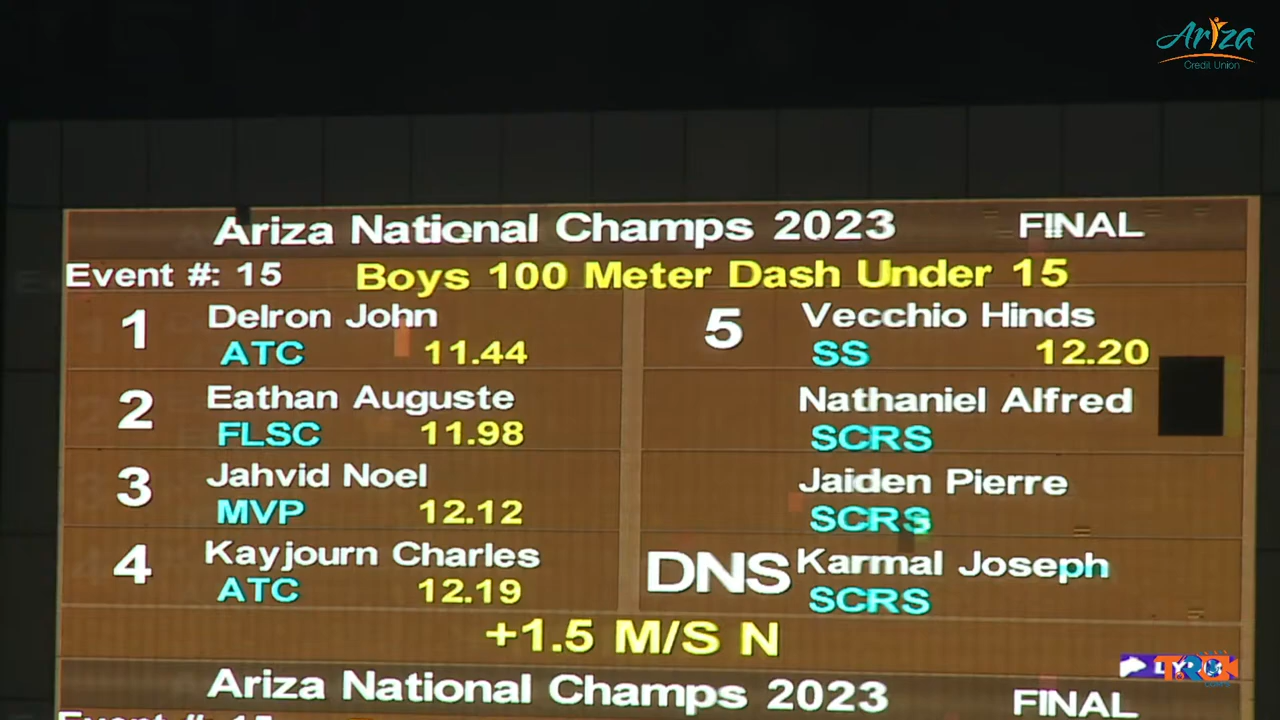 Ariza
Credit Union
Ariza National Champs 2023 FINAL
Event #: 15 Boys 100 Meter Dash Under 15
1 Delron John
ATC 11.44
2 Eathan Auguste
FLSC 11.98
3 Jahvid Noel
MVP 12.12
4 Kayjourn Charles
ATC 12.19
5 Vecchio Hinds
SS 12.20
Nathaniel Alfred
SCRS
Jaiden Pierre
SCRS
DNS Karmal Joseph
SCRS
+1.5 M/S N
Ariza National Champs 2023 FINAL
Event #: 15